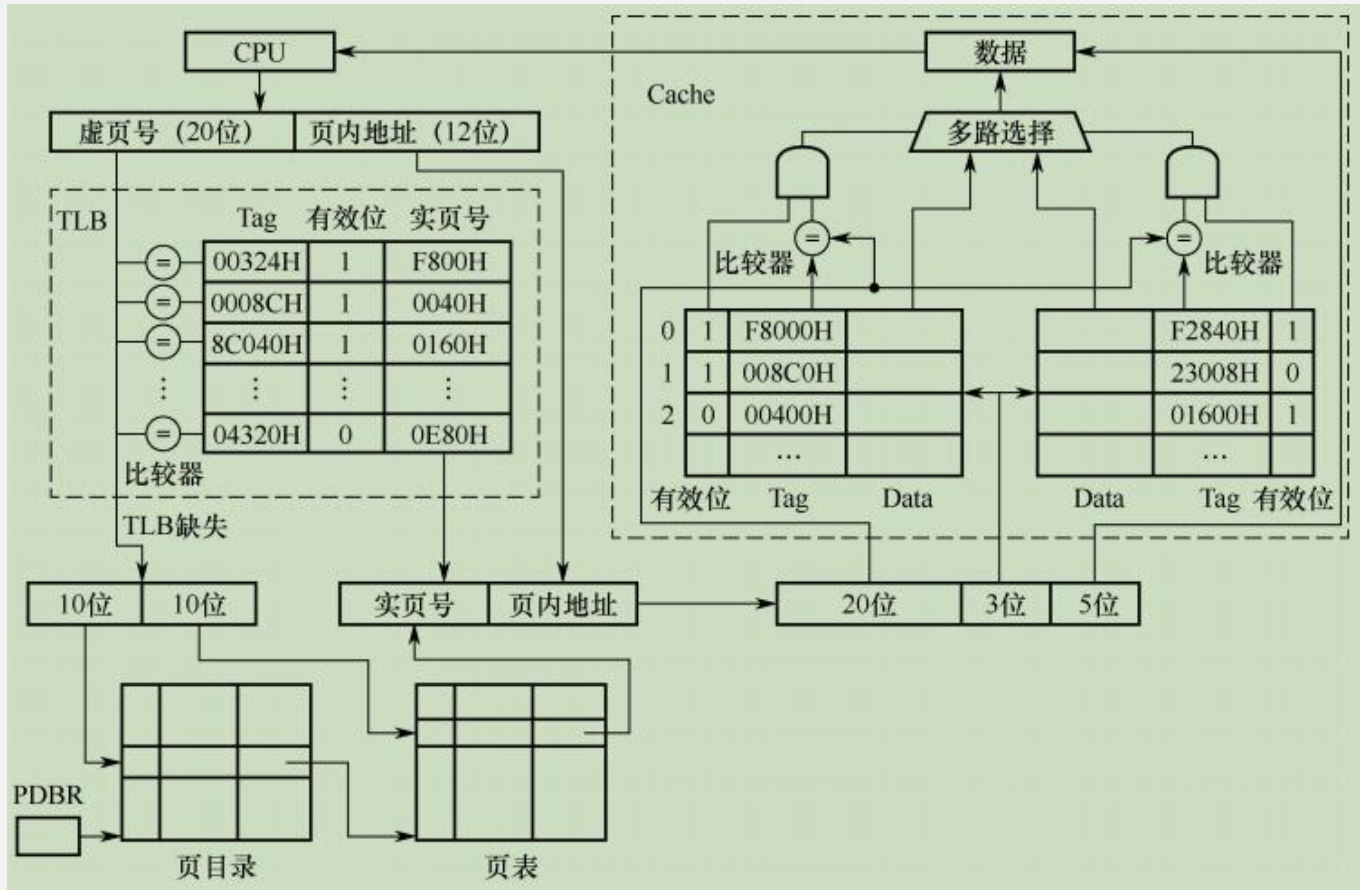 CPU
数据
Cache
虚页号（20位） 页内地址（12位）
多路选择
TLB
Tag 有效位 实页号
= 00324H 1 F800H
= 0008CH 1 0040H
= 8C040H 1 0160H
⋮ ⋮ ⋮ ⋮
= 04320H 0 0E80H
比较器
TLB缺失
= =
比较器 比较器
0 1 F8000H F2840H 1
1 1 008C0H 23008H 0
2 0 00400H 01600H 1
… …
有效位 Tag Data Data Tag 有效位
10位 10位
实页号 页内地址
20位 3位 5位
PDBR
页目录 页表